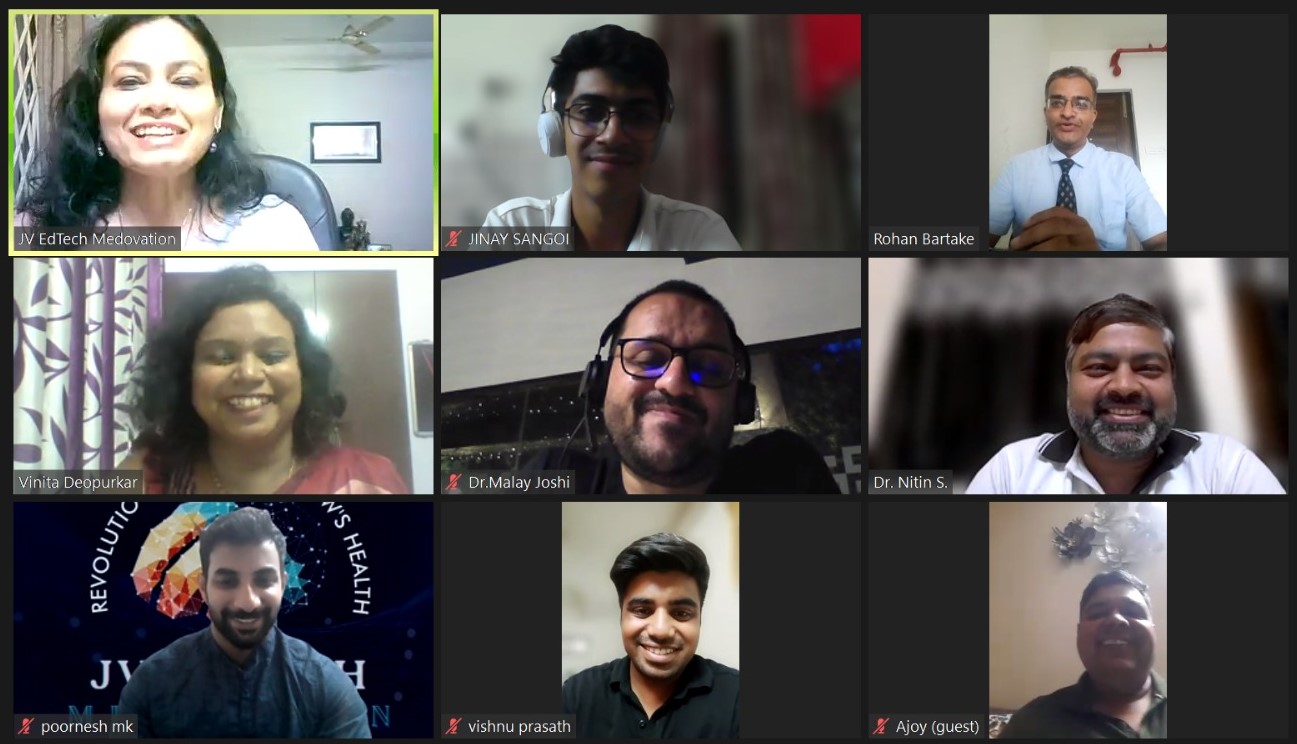 JV EdTech Medovation
JINAY SANGOI
Rohan Bartake
Vinita Deopurkar
Dr.Malay Joshi
Dr. Nitin S.
REVOLUTIO
N'S HEALTH
JV
H
poornesh mk
vishnu prasath
Ajoy (guest)